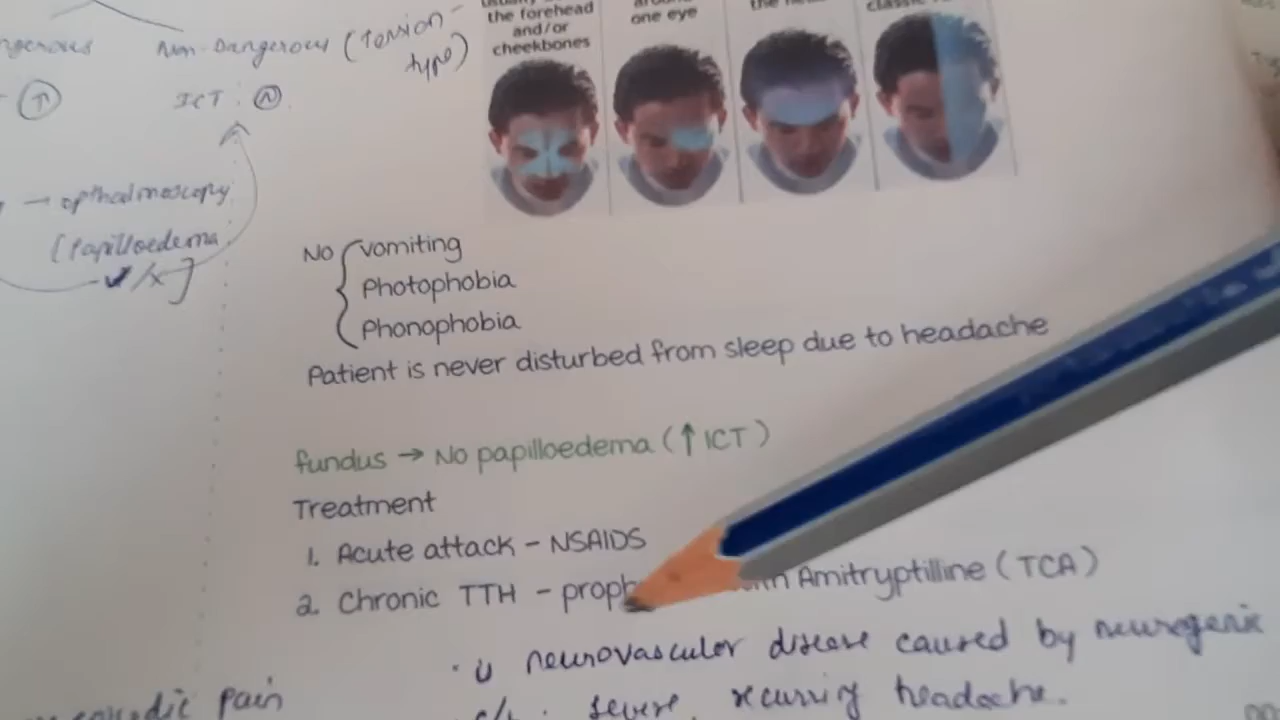 the forehead
and/or
cheekbones
one eye
Non-Dangerous (Tension-
type)
ICT : N
→ opthalmoscopy
[Papilloedema
✓/x]
No { vomiting
Photophobia
Phonophobia
Patient is never disturbed from sleep due to headache
fundus → No papilloedema (↑ICT)
Treatment
1. Acute attack - NSAIDS
2. Chronic TTH - Amitryptilline (TCA)
neurovascular disease caused by neurogenic
severe, recurring headache.
pain